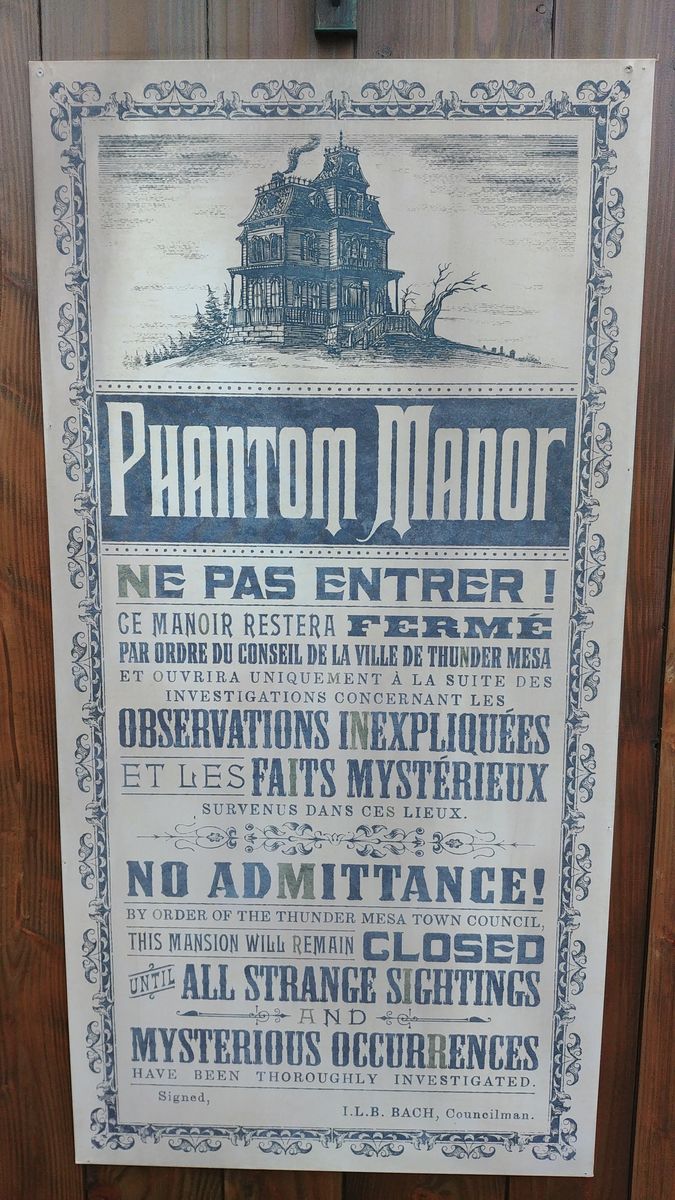 PHANTOM MANOR
NE PAS ENTRER !
CE MANOIR RESTERA FERMÉ
PAR ORDRE DU CONSEIL DE LA VILLE DE THUNDER MESA
ET OUVRIRA UNIQUEMENT À LA SUITE DES
INVESTIGATIONS CONCERNANT LES
OBSERVATIONS INEXPLIQUÉES
ET LES FAITS MYSTÉRIEUX
SURVENUS DANS CES LIEUX.
NO ADMITTANCE!
BY ORDER OF THE THUNDER MESA TOWN COUNCIL,
THIS MANSION WILL REMAIN CLOSED
UNTIL ALL STRANGE SIGHTINGS
AND
MYSTERIOUS OCCURRENCES
HAVE BEEN THOROUGHLY INVESTIGATED.
Signed,
I.L.B. BACH, Councilman.